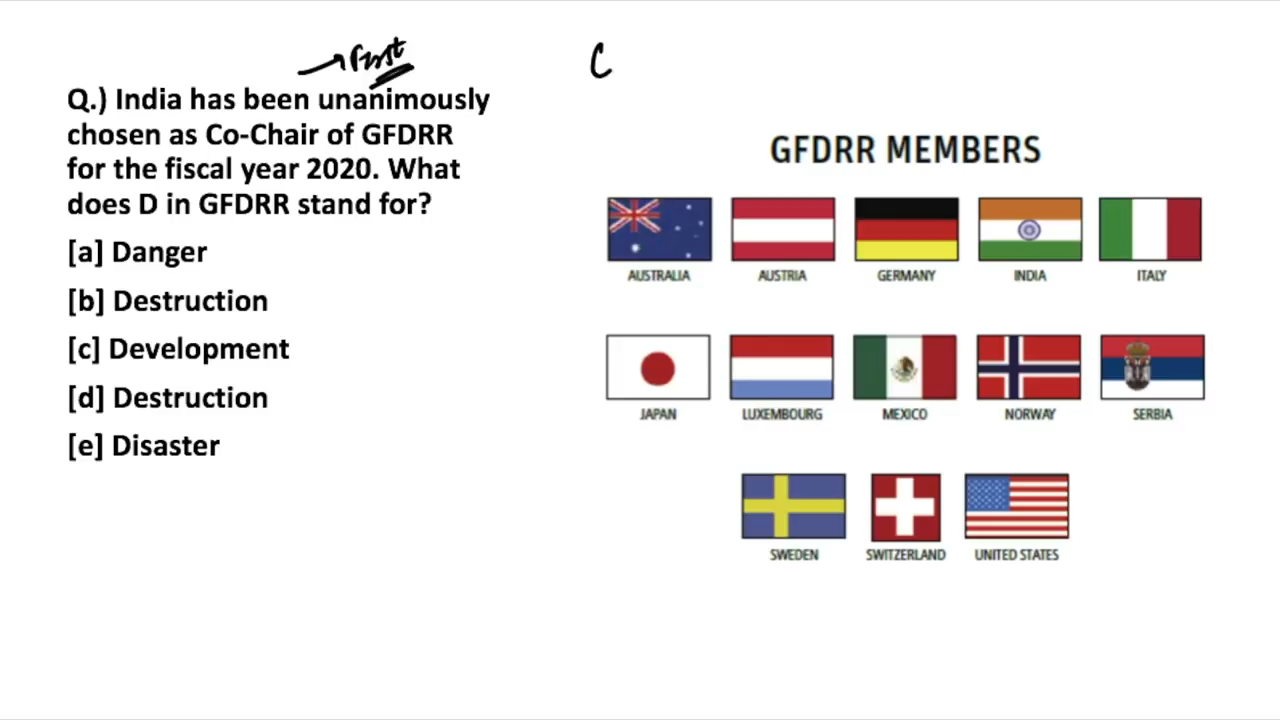 First
Q.) India has been unanimously
chosen as Co-Chair of GFDRR
for the fiscal year 2020. What
does D in GFDRR stand for?
[a] Danger
[b] Destruction
[c] Development
[d] Destruction
[e] Disaster
C
GFDRR MEMBERS
AUSTRALIA AUSTRIA GERMANY INDIA ITALY
JAPAN LUXEMBOURG MEXICO NORWAY SERBIA
SWEDEN SWITZERLAND UNITED STATES